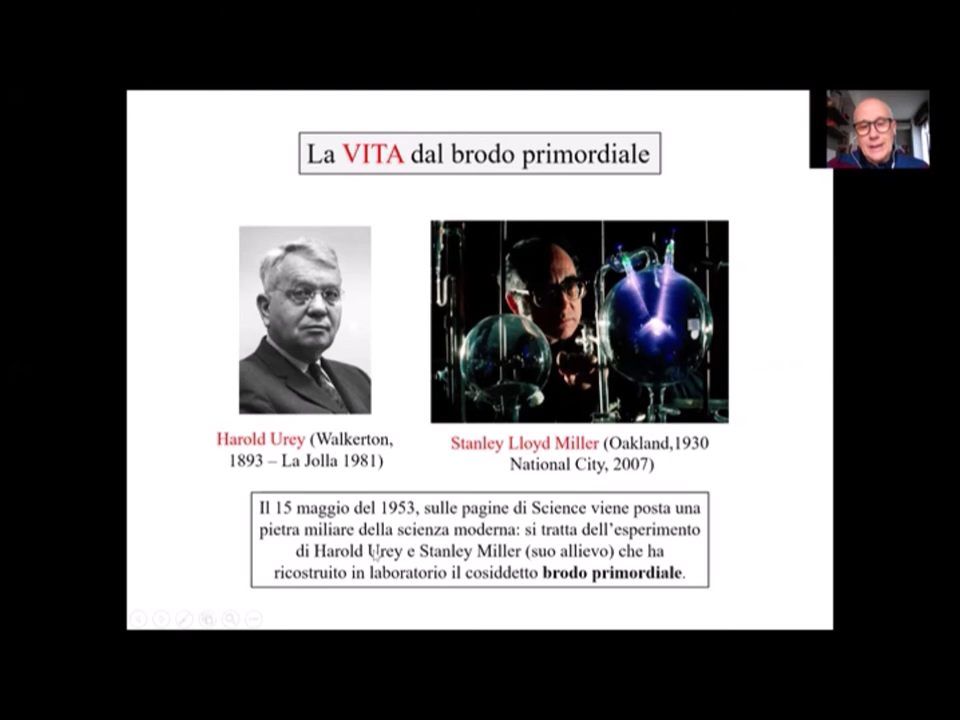 La VITA dal brodo primordiale
Harold Urey (Walkerton,
1893 – La Jolla 1981)
Stanley Lloyd Miller (Oakland,1930
National City, 2007)
Il 15 maggio del 1953, sulle pagine di Science viene posta una
pietra miliare della scienza moderna: si tratta dell’esperimento
di Harold Urey e Stanley Miller (suo allievo) che ha
ricostruito in laboratorio il cosiddetto brodo primordiale.